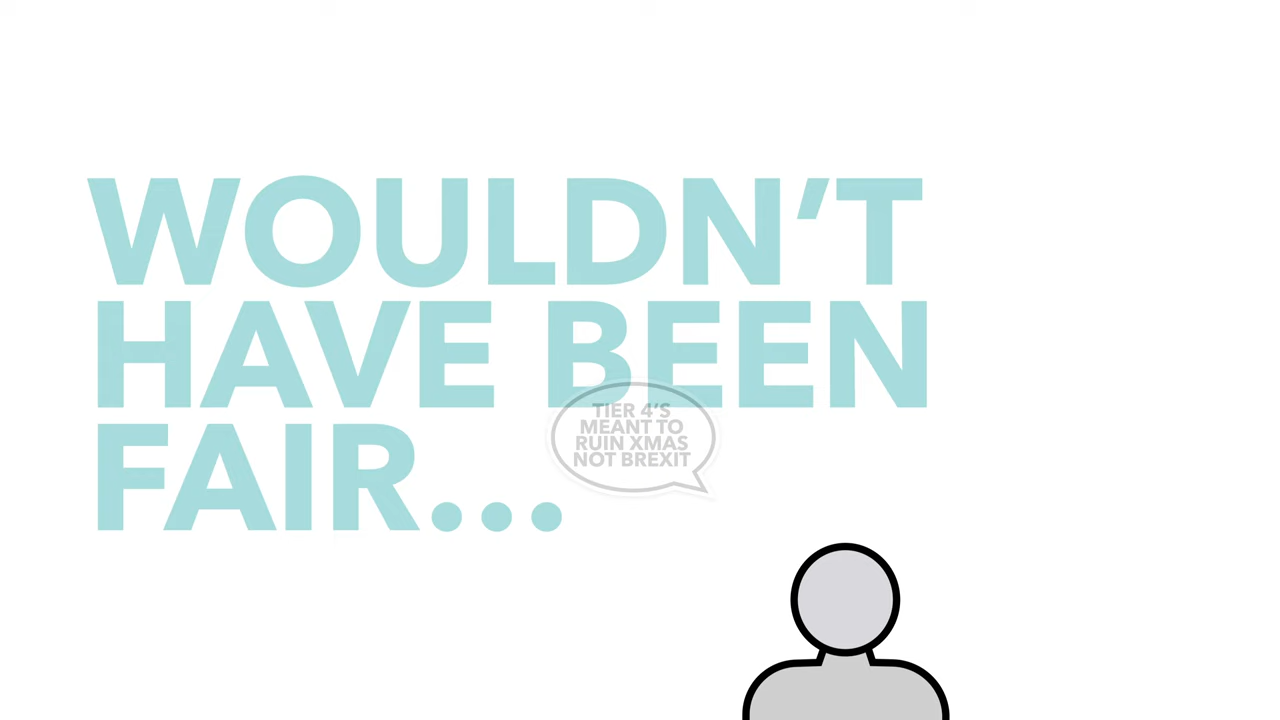 WOULDN’T
HAVE BEEN
FAIR...
TIER 4’S
MEANT TO
RUIN XMAS
NOT BREXIT